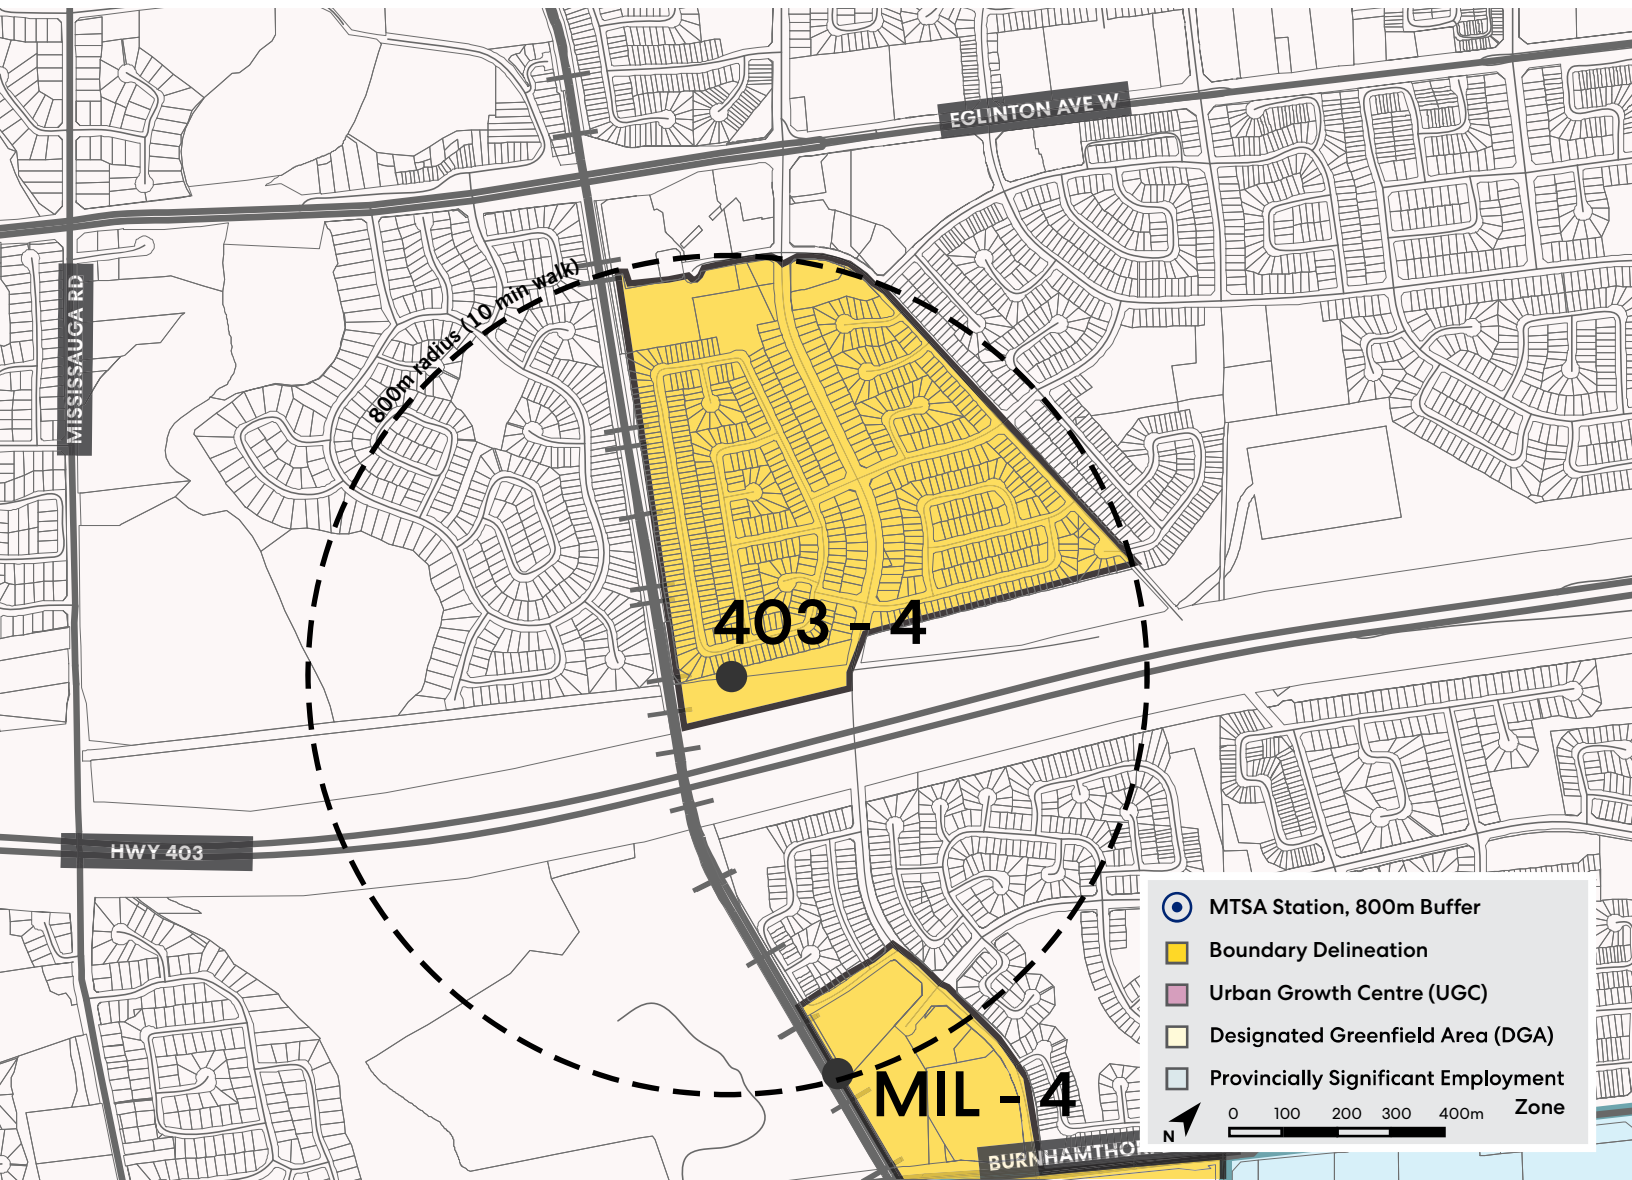 EGLINTON AVE W
MISSISSAUGA RD
800m radius (10 min walk)
403 - 4
HWY 403
MIL - 4
MTSA Station, 800m Buffer
Boundary Delineation
Urban Growth Centre (UGC)
Designated Greenfield Area (DGA)
Provincially Significant Employment
Zone
N
0 100 200 300 400m